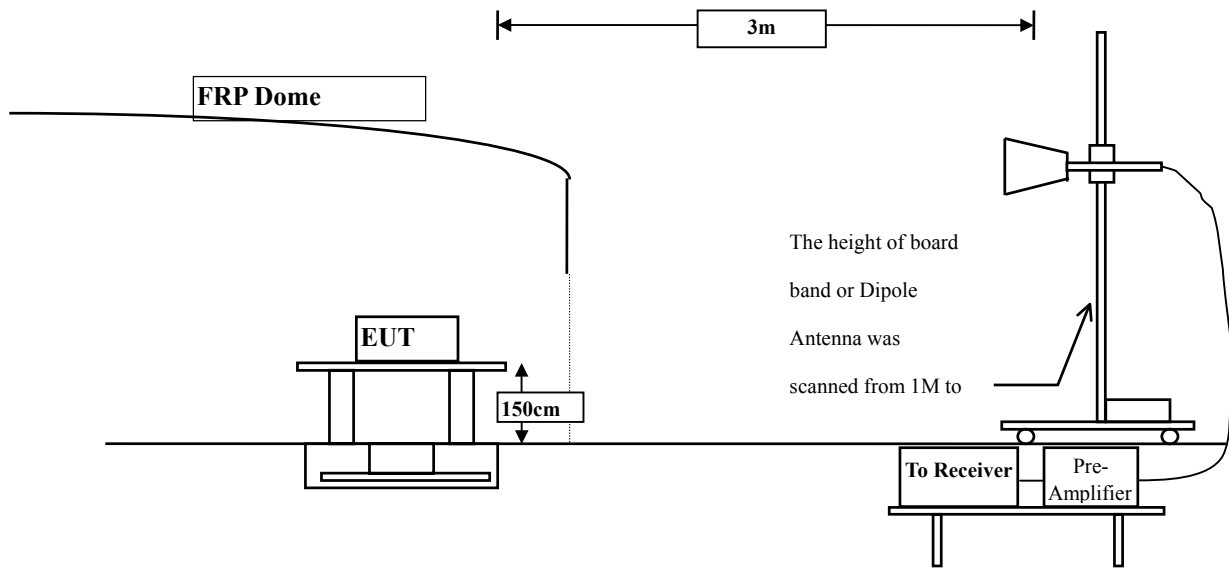 3m
FRP Dome
The height of board
band or Dipole
Antenna was
scanned from 1M to
EUT
150cm
To Receiver
Pre-
Amplifier